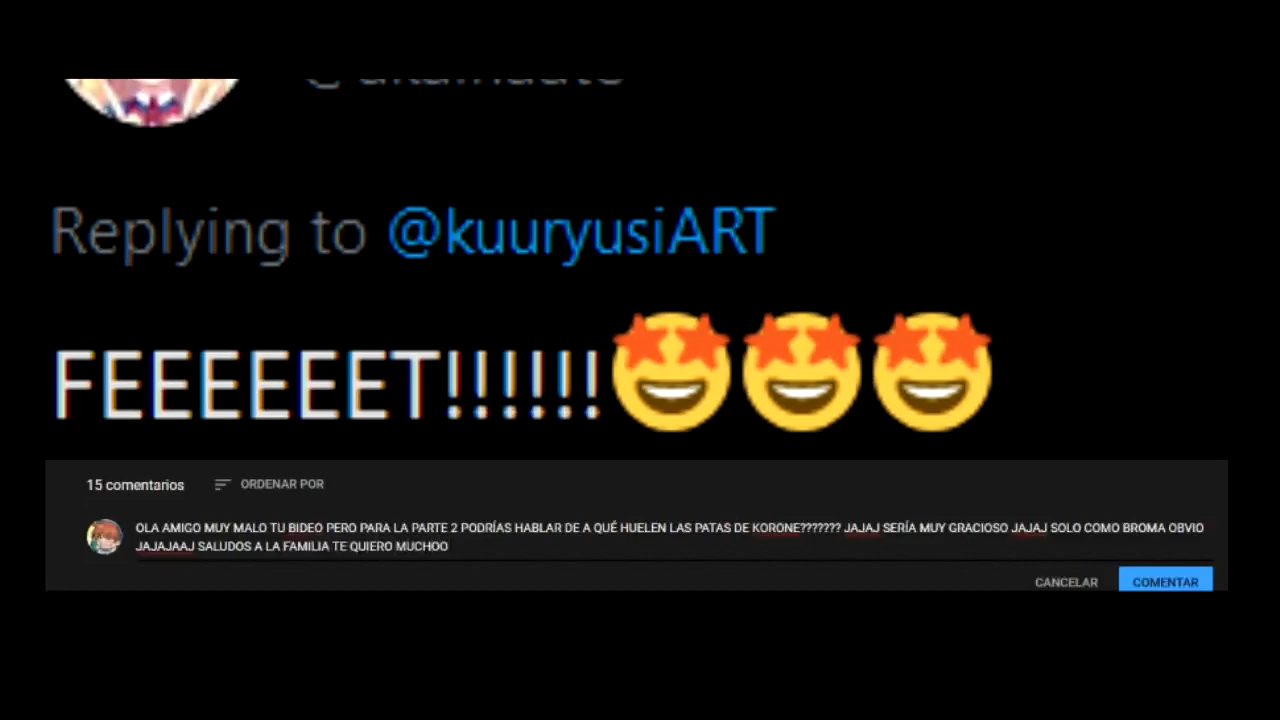 Replying to @kuuryusiART
FEEEEEET!!!!!!🤩🤩🤩
15 comentarios ORDENAR POR
OLA AMIGO MUY MALO TU BIDEO PERO PARA LA PARTE 2 PODRÍAS HABLAR DE A QUÉ HUELEN LAS PATAS DE KORONE??????? JAJAJ SERÍA MUY GRACIOSO JAJAJ SOLO COMO BROMA OBVIO
JAJAJAAJ SALUDOS A LA FAMILIA TE QUIERO MUCHOO
CANCELAR COMENTAR